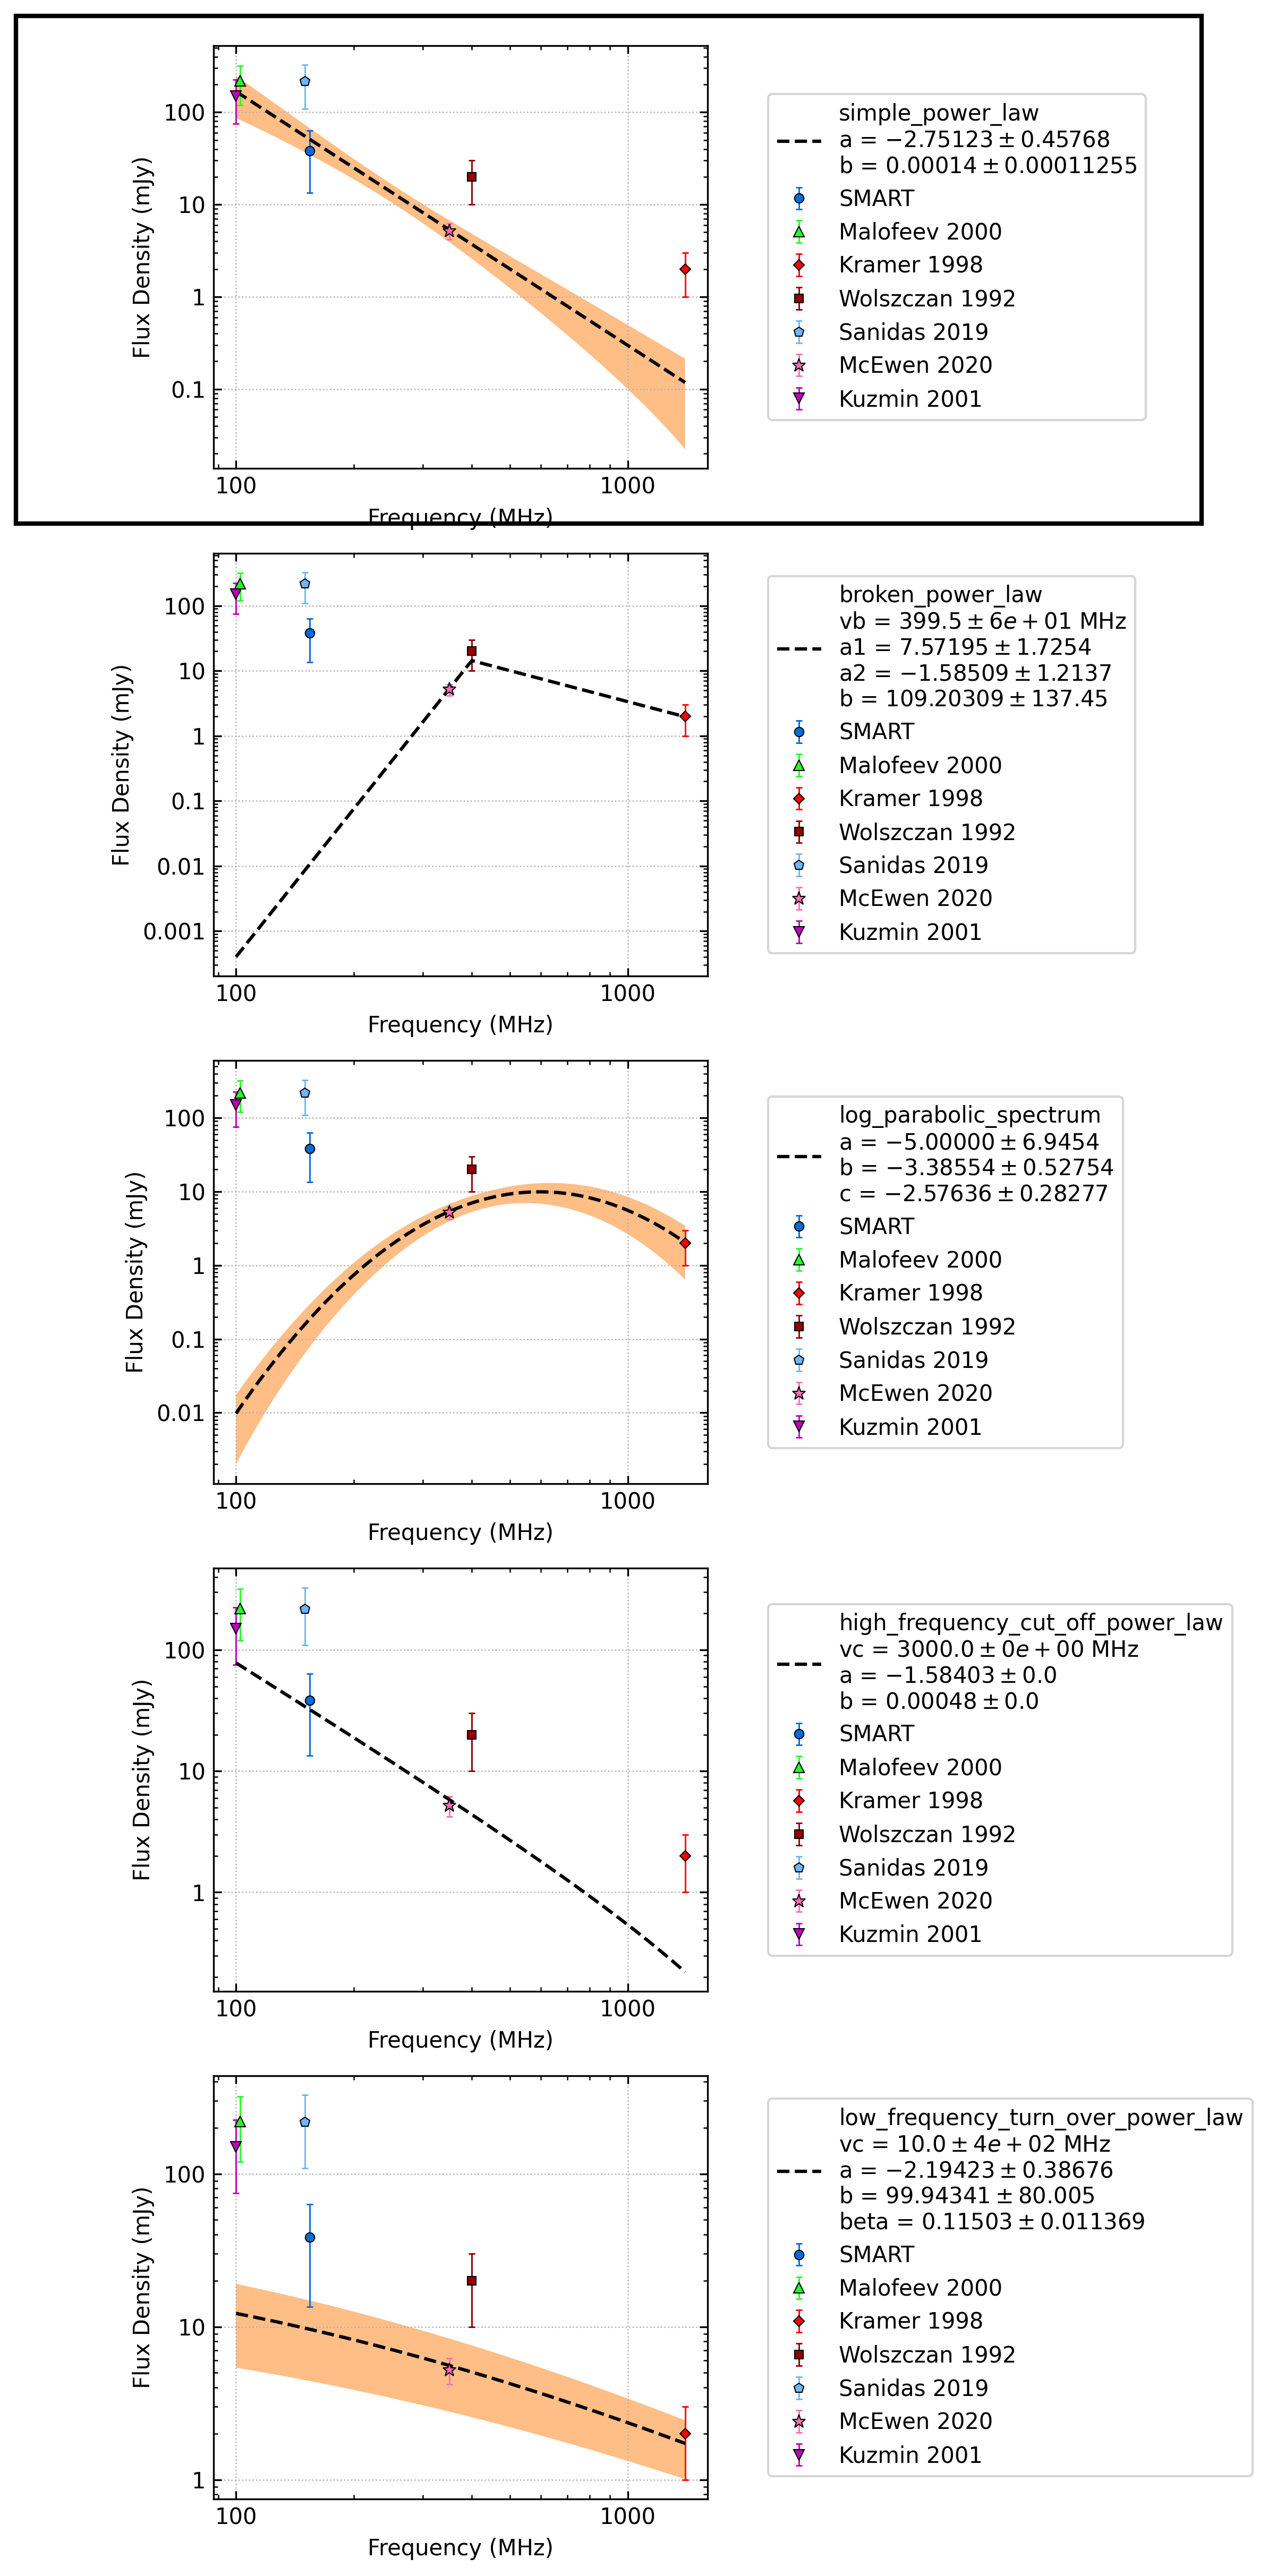 100
10
1
0.1
Flux Density (mJy)
100
1000
Frequency (MHz)
simple_power_law
a = −2.75123 ± 0.45768
b = 0.00014 ± 0.00011255
SMART
Malofeev 2000
Kramer 1998
Wolszczan 1992
Sanidas 2019
McEwen 2020
Kuzmin 2001
100
10
1
0.1
0.01
0.001
Flux Density (mJy)
100
1000
Frequency (MHz)
broken_power_law
vb = 399.5 ± 6e + 01 MHz
a1 = 7.57195 ± 1.7254
a2 = −1.58509 ± 1.2137
b = 109.20309 ± 137.45
SMART
Malofeev 2000
Kramer 1998
Wolszczan 1992
Sanidas 2019
McEwen 2020
Kuzmin 2001
100
10
1
0.1
0.01
Flux Density (mJy)
100
1000
Frequency (MHz)
log_parabolic_spectrum
a = −5.00000 ± 6.9454
b = −3.38554 ± 0.52754
c = −2.57636 ± 0.28277
SMART
Malofeev 2000
Kramer 1998
Wolszczan 1992
Sanidas 2019
McEwen 2020
Kuzmin 2001
100
10
1
Flux Density (mJy)
100
1000
Frequency (MHz)
high_frequency_cut_off_power_law
vc = 3000.0 ± 0e + 00 MHz
a = −1.58403 ± 0.0
b = 0.00048 ± 0.0
SMART
Malofeev 2000
Kramer 1998
Wolszczan 1992
Sanidas 2019
McEwen 2020
Kuzmin 2001
100
10
1
Flux Density (mJy)
100
1000
Frequency (MHz)
low_frequency_turn_over_power_law
vc = 10.0 ± 4e + 02 MHz
a = −2.19423 ± 0.38676
b = 99.94341 ± 80.005
beta = 0.11503 ± 0.011369
SMART
Malofeev 2000
Kramer 1998
Wolszczan 1992
Sanidas 2019
McEwen 2020
Kuzmin 2001